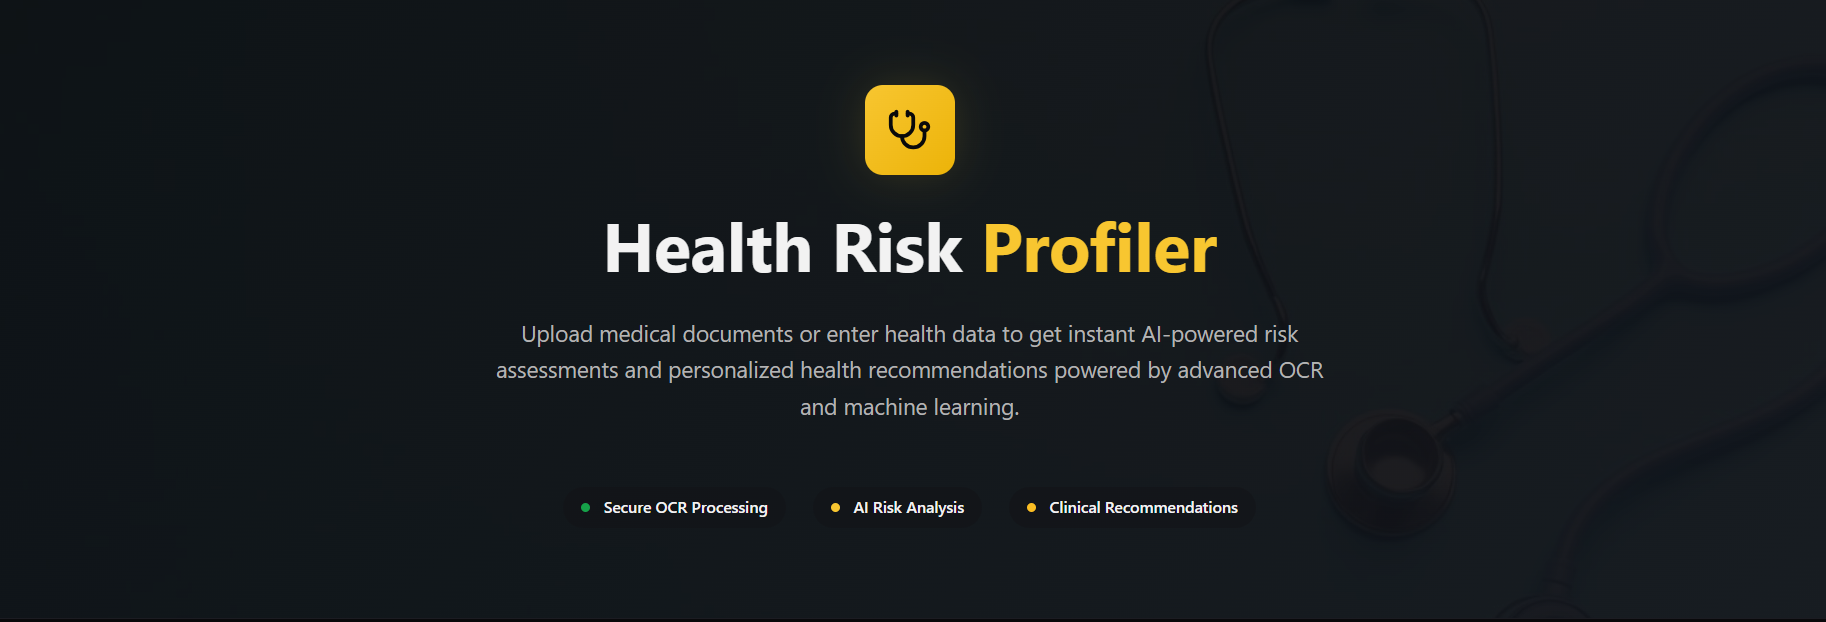 Health Risk Profiler
Upload medical documents or enter health data to get instant AI-powered risk
assessments and personalized health recommendations powered by advanced OCR
and machine learning.
Secure OCR Processing
AI Risk Analysis
Clinical Recommendations